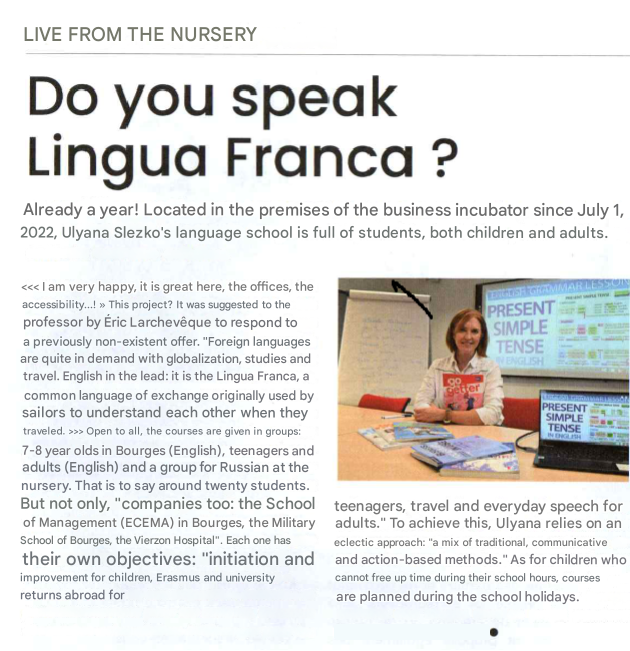 LIVE FROM THE NURSERY
Do you speak
Lingua Franca ?
Already a year! Located in the premises of the business incubator since July 1,
2022, Ulyana Slezko's language school is full of students, both children and adults.
<<< I am very happy, it is great here, the offices, the
accessibility...! » This project? It was suggested to the
professor by Éric Larchevêque to respond to
a previously non-existent offer. "Foreign languages
are quite in demand with globalization, studies and
travel. English in the lead: it is the Lingua Franca, a
common language of exchange originally used by
sailors to understand each other when they
traveled. >>> Open to all, the courses are given in groups:
7-8 year olds in Bourges (English), teenagers and
adults (English) and a group for Russian at the
nursery. That is to say around twenty students.
But not only, "companies too: the School
of Management (ECEMA) in Bourges, the Military
School of Bourges, the Vierzon Hospital". Each one has
their own objectives: "initiation and
improvement for children, Erasmus and university
returns abroad for
PRESENT
SIMPLE
TENSE
IN ENGLISH
go
getter
PRESENT
SIMPLE
TENSE
IN ENGLISH
teenagers, travel and everyday speech for
adults." To achieve this, Ulyana relies on an
eclectic approach: "a mix of traditional, communicative
and action-based methods." As for children who
cannot free up time during their school hours, courses
are planned during the school holidays.